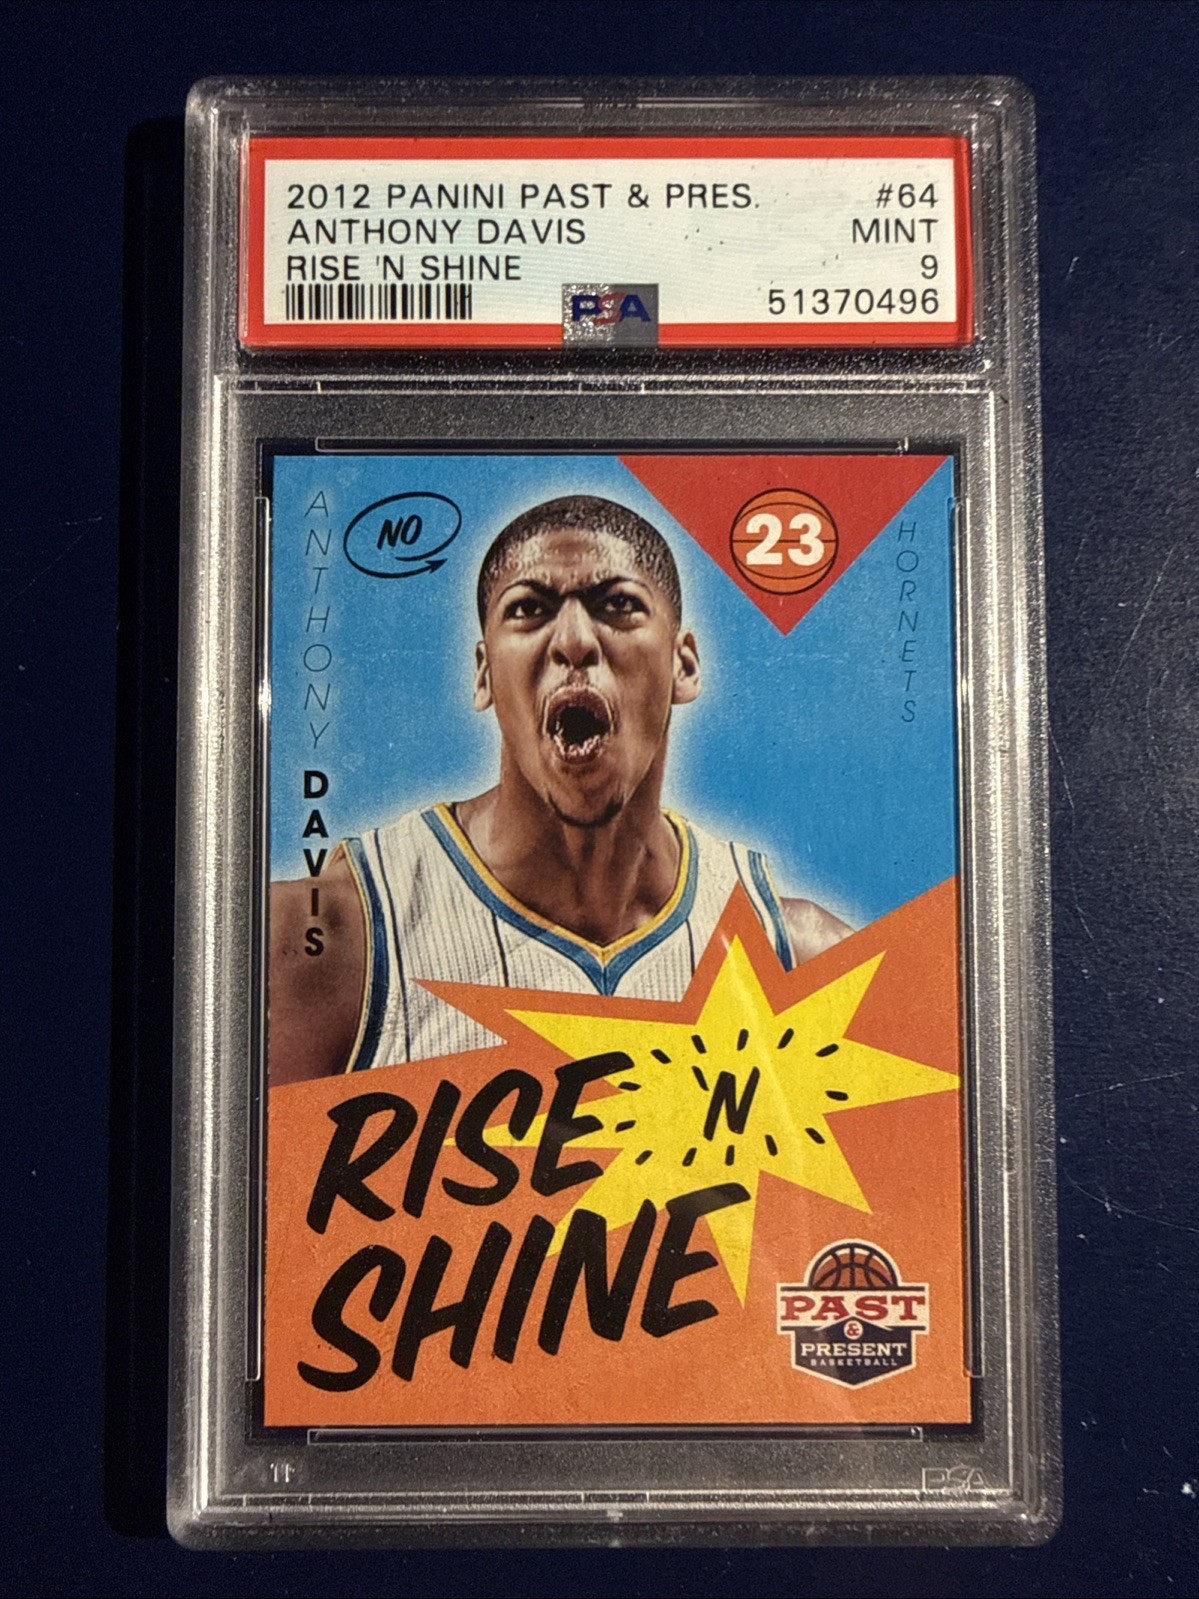 2012 PANINI PAST & PRES. #64
ANTHONY DAVIS MINT
RISE 'N SHINE 9
PSA 51370496
ANTHONY DAVIS
NO
23
HORNETS
RISE 'N
SHINE
PAST
&
PRESENT
BASKETBALL
PSA